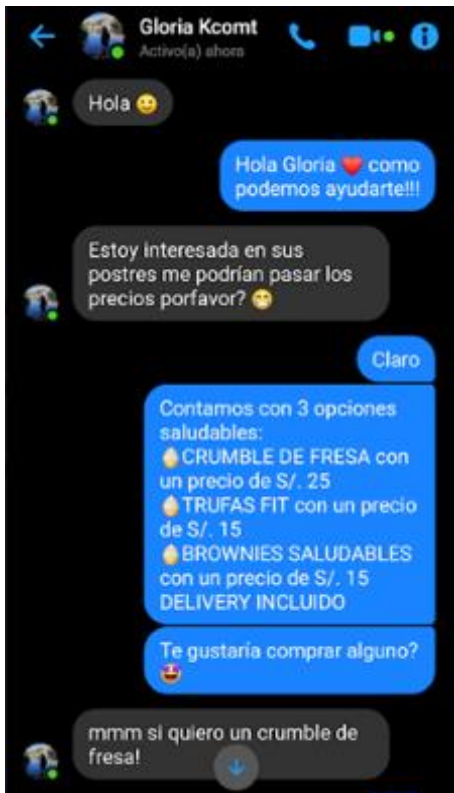 Gloria Kcomt
Activo(a) ahora
Hola 😉
Hola Gloria ❤️ como
podemos ayudarte!!!
Estoy interesada en sus
postres me podrían pasar los
precios porfavor? 😁
Claro
Contamos con 3 opciones
saludables:
🥚CRUMBLE DE FRESA con
un precio de S/. 25
🥚TRUFAS FIT con un precio
de S/. 15
🥚BROWNIES SALUDABLES
con un precio de S/. 15
DELIVERY INCLUIDO
Te gustaría comprar alguno?
🤩
mmm si quiero un crumble de
fresa!